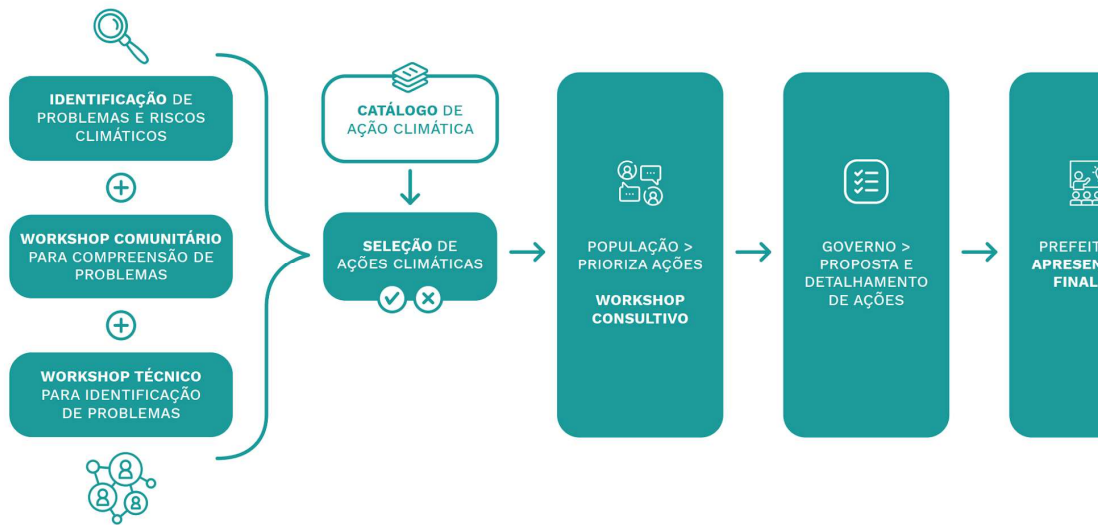 IDENTIFICAÇÃO DE
PROBLEMAS E RISCOS
CLIMÁTICOS
WORKSHOP COMUNITÁRIO
PARA COMPREENSÃO DE
PROBLEMAS
WORKSHOP TÉCNICO
PARA IDENTIFICAÇÃO
DE PROBLEMAS
CATÁLOGO DE
AÇÃO CLIMÁTICA
SELEÇÃO DE
AÇÕES CLIMÁTICAS
POPULAÇÃO >
PRIORIZA AÇÕES
WORKSHOP
CONSULTIVO
GOVERNO >
PROPOSTA E
DETALHAMENTO
DE AÇÕES
FINAL